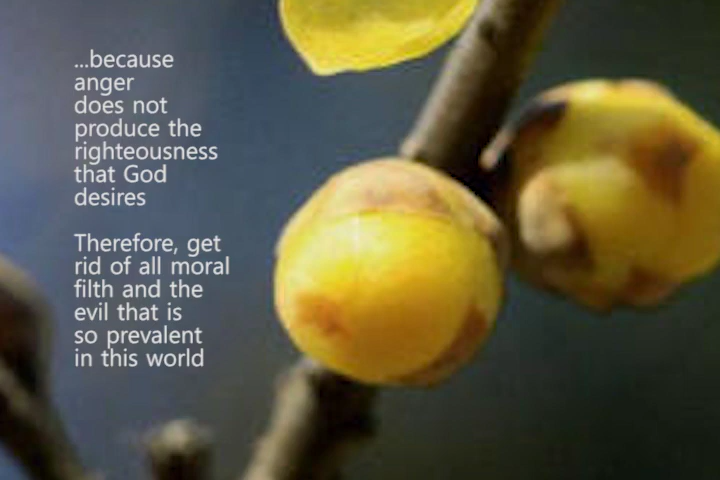 ...because
anger
does not
produce the
righteousness
that God
desires
Therefore, get
rid of all moral
filth and the
evil that is
so prevalent
in this world